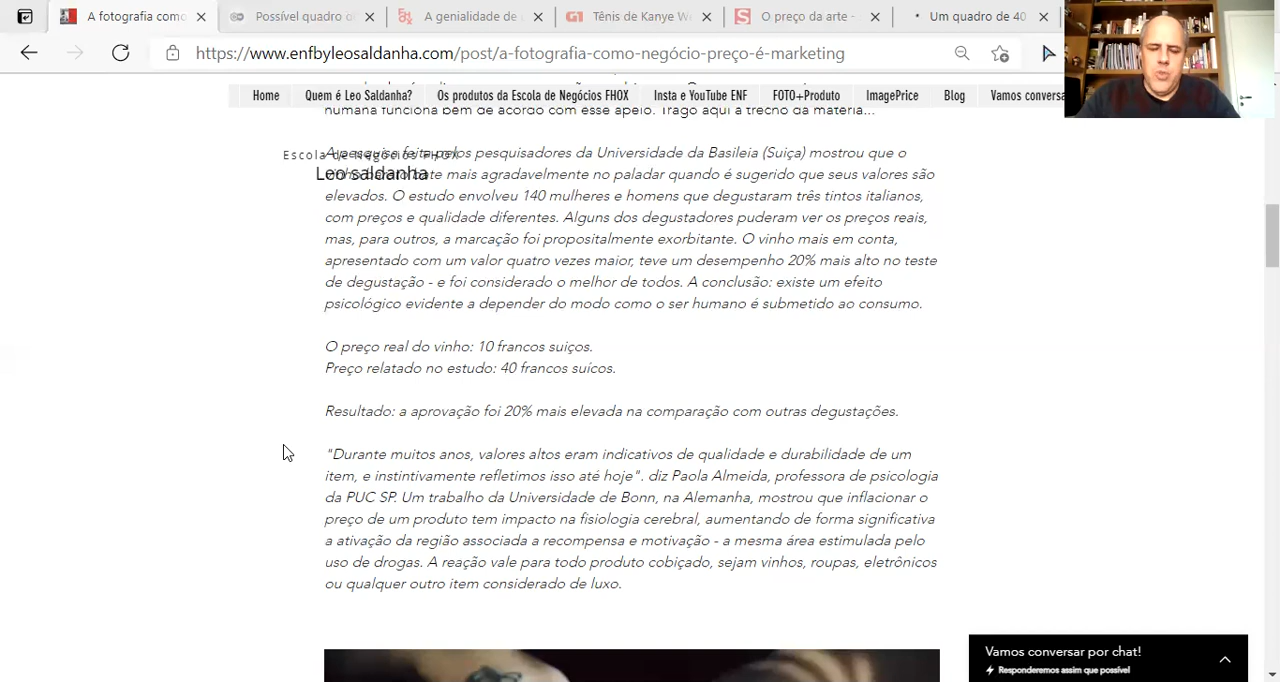 A fotografia como
Possível quadro
A genialidade de
Tênis de Kanye W
O preço da arte -
Um quadro de 40
https://www.enfbyleosaldanha.com/post/a-fotografia-como-negócio-preço-é-marketing
Home Quem é Leo Saldanha? Os produtos da Escola de Negócios FHOX Insta e YouTube ENF FOTO+Produto ImagePrice Blog Vamos conversa
humana funciona bem de acordo com esse apelo. Trago aqui a trecho da matéria...
Escola de Negócios FHOX
Leo saldanha
A pesquisa feita pelos pesquisadores da Universidade da Basileia (Suiça) mostrou que o
mais agradavelmente no paladar quando é sugerido que seus valores são
elevados. O estudo envolveu 140 mulheres e homens que degustaram três tintos italianos,
com preços e qualidade diferentes. Alguns dos degustadores puderam ver os preços reais,
mas, para outros, a marcação foi propositalmente exorbitante. O vinho mais em conta,
apresentado com um valor quatro vezes maior, teve um desempenho 20% mais alto no teste
de degustação - e foi considerado o melhor de todos. A conclusão: existe um efeito
psicológico evidente a depender do modo como o ser humano é submetido ao consumo.
O preço real do vinho: 10 francos suiços.
Preço relatado no estudo: 40 francos suícos.
Resultado: a aprovação foi 20% mais elevada na comparação com outras degustações.
"Durante muitos anos, valores altos eram indicativos de qualidade e durabilidade de um
item, e instintivamente refletimos isso até hoje". diz Paola Almeida, professora de psicologia
da PUC SP. Um trabalho da Universidade de Bonn, na Alemanha, mostrou que inflacionar o
preço de um produto tem impacto na fisiologia cerebral, aumentando de forma significativa
a ativação da região associada a recompensa e motivação - a mesma área estimulada pelo
uso de drogas. A reação vale para todo produto cobiçado, sejam vinhos, roupas, eletrônicos
ou qualquer outro item considerado de luxo.
Vamos conversar por chat!
Responderemos assim que possível